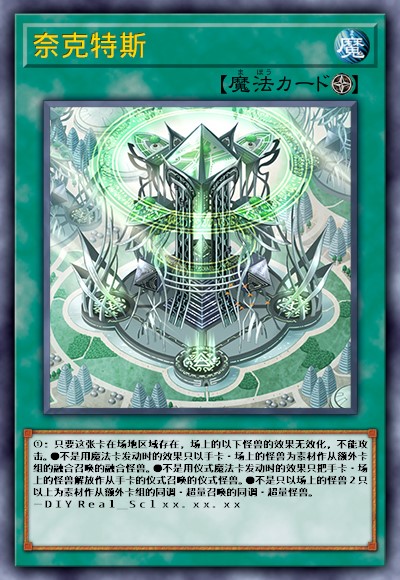 奈克特斯
魔
【魔法カード】
まほう
①：只要这张卡在场地区域存在，场上的以下怪兽的效果无效化，不能攻
击。●不是用魔法卡发动时的效果只以手卡·场上的怪兽为素材作从额外卡
组的融合召唤的融合怪兽。●不是用仪式魔法卡发动时的效果只把手卡·场
上的怪兽解放作从手卡的仪式召唤的仪式怪兽。●不是只以场上的怪兽２只
以上为素材作从额外卡组的同调·超量召唤的同调·超量怪兽。
－DIYReal＿Scl xx. xx. xx